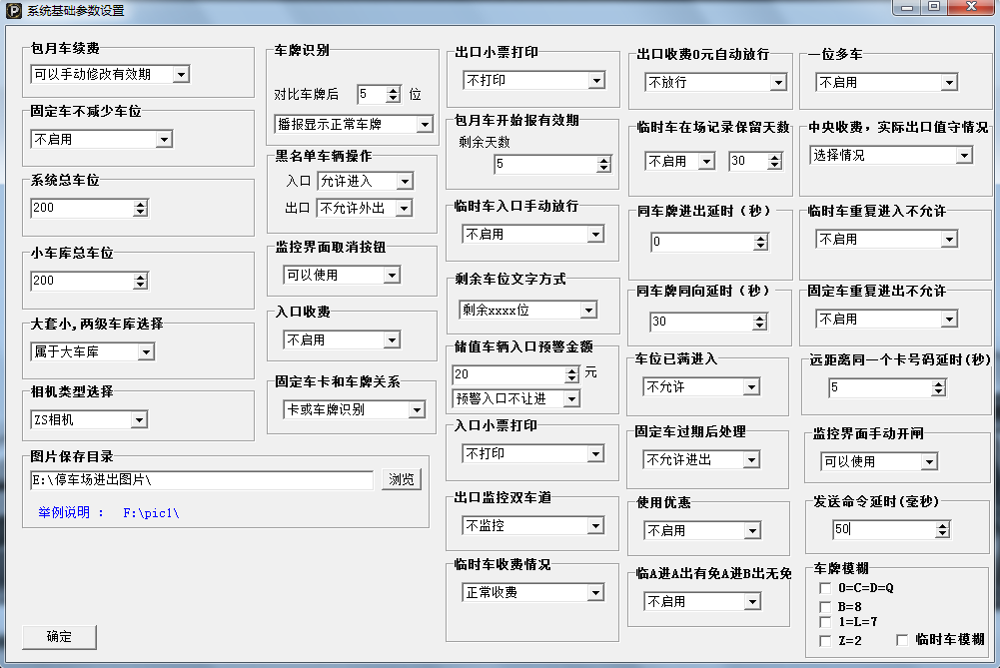 系统基础参数设置
包月车续费
可以手动修改有效期
固定车不减少车位
不启用
系统总车位
200
小车库总车位
200
大套小,两级车库选择
属于大车库
相机类型选择
ZS相机
图片保存目录
E:\停车场进出图片\
浏览
举例说明 : F:\pic1\
确定
车牌识别
对比车牌后 5 位
播报显示正常车牌
黑名单车辆操作
入口 允许进入
出口 不允许外出
监控界面取消按钮
可以使用
入口收费
不启用
固定车卡和车牌关系
卡或车牌识别
出口小票打印
不打印
包月车开始报有效期
剩余天数
5
临时车入口手动放行
不启用
剩余车位文字方式
剩余xxxx位
储值车辆入口预警金额
20 元
预警入口不让进
入口小票打印
不打印
出口监控双车道
不监控
临时车收费情况
正常收费
出口收费0元自动放行
不放行
临时车在场记录保留天数
不启用 30
同车牌进出延时(秒)
0
同车牌同向延时(秒)
30
车位已满进入
不允许
固定车过期后处理
不允许进出
使用优惠
不启用
临A进A出有免A进B出无免
不启用
一位多车
不启用
中央收费，实际出口值守情况
选择情况
临时车重复进入不允许
不启用
固定车重复进出不允许
不启用
远距离同一个卡号码延时(秒)
5
监控界面手动开闸
可以使用
发送命令延时(毫秒)
50
车牌模糊
0=C=D=Q
B=8
1=L=7
Z=2 临时车模糊